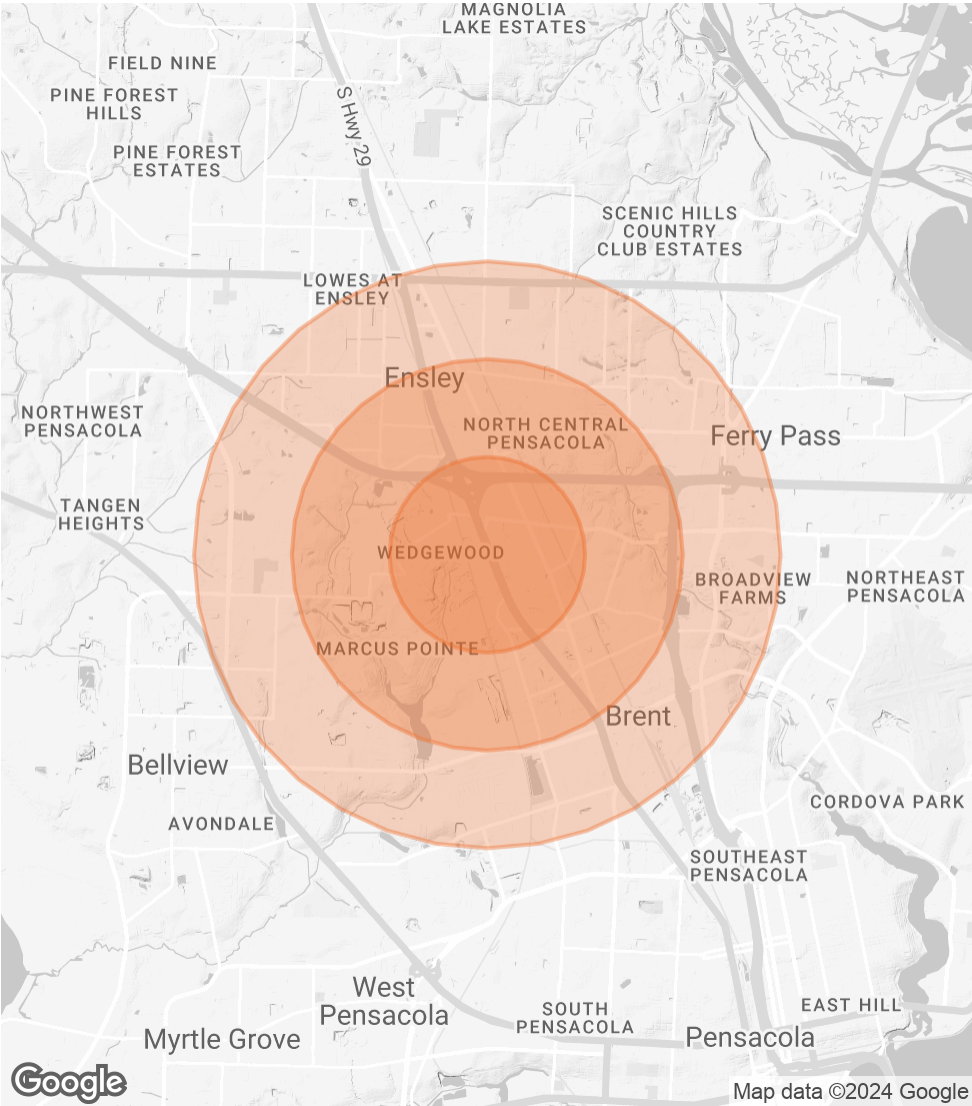 MAGNOLIA
LAKE ESTATES
FIELD NINE
PINE FOREST
HILLS
S Hwy 29
PINE FOREST
ESTATES
SCENIC HILLS
COUNTRY
CLUB ESTATES
LOWES AT
ENSLEY
Ensley
NORTHWEST
PENSACOLA
NORTH CENTRAL
PENSACOLA
Ferry Pass
TANGEN
HEIGHTS
WEDGEWOOD
BROADVIEW
FARMS
NORTHEAST
PENSACOLA
MARCUS POINTE
Brent
Bellview
CORDOVA PARK
AVONDALE
SOUTHEAST
PENSACOLA
West
Pensacola
SOUTH
PENSACOLA
EAST HILL
Myrtle Grove
Pensacola
Google
Map data ©2024 Google